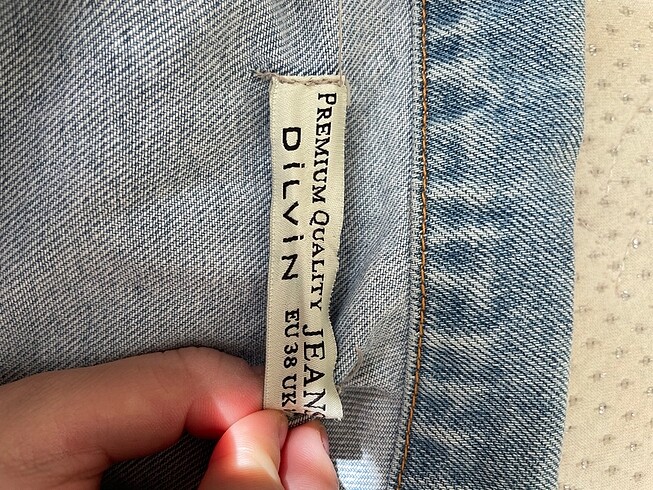 PREMIUM QUALITY JEANS
DiLViN EU 38 UK